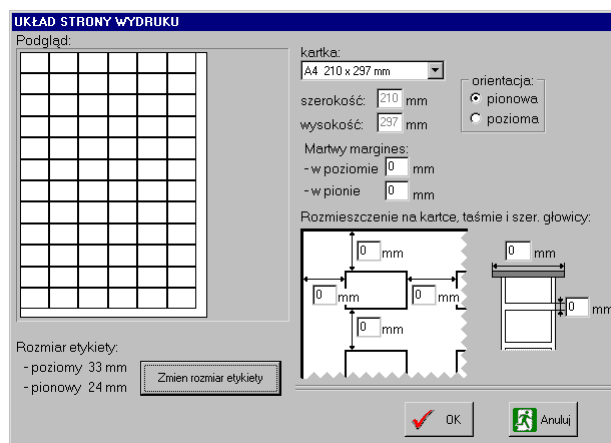 UKŁAD STRONY WYDRUKU
Podgląd:
kartka:
A4 210 x 297 mm
szerokość: 210 mm
wysokość: 297 mm
orientacja:
pionowa
pozioma
Martwy margines:
- w poziomie 0 mm
- w pionie 0 mm
Rozmieszczenie na kartce, taśmie i szer. głowicy:
0 mm
0 mm
0 mm
0 mm
0 mm
0 mm
Rozmiar etykiety:
- poziomy 33 mm
- pionowy 24 mm
Zmien rozmiar etykiety
OK
Anuluj